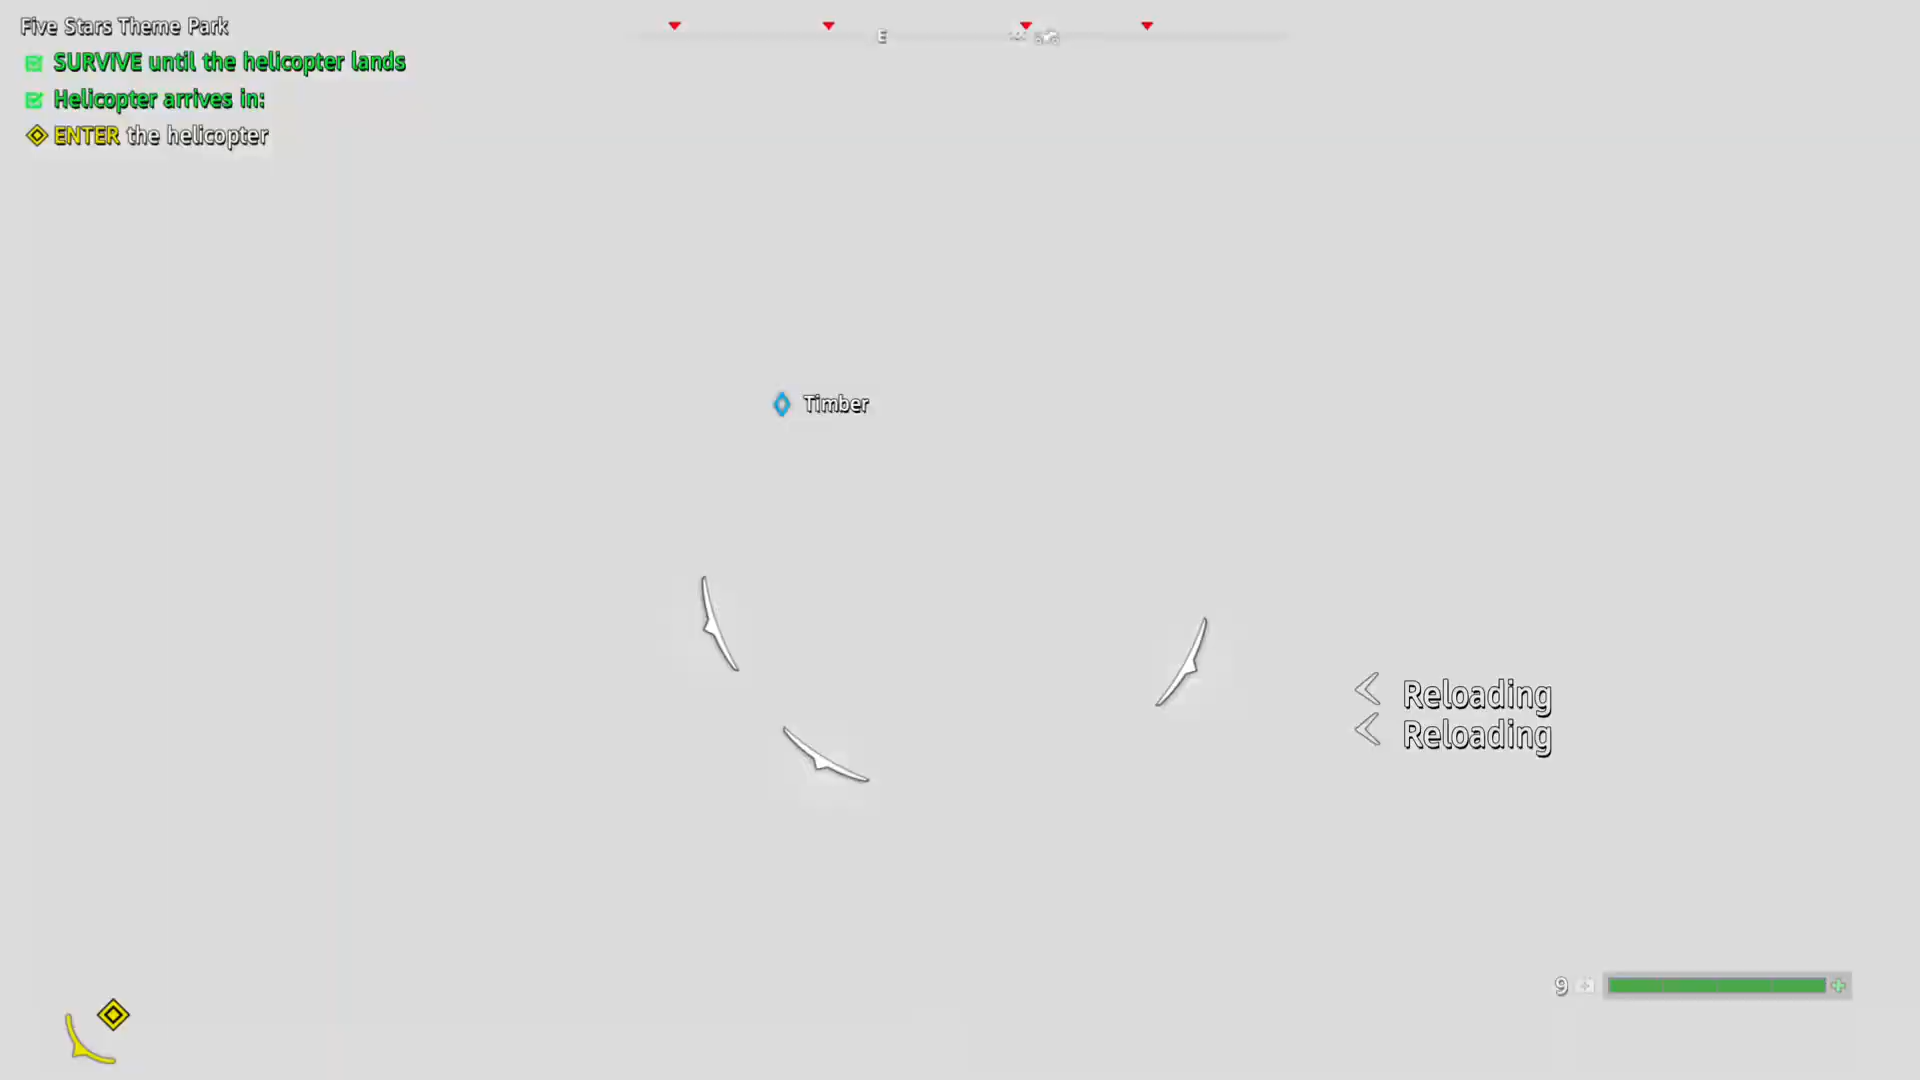 Five Stars Theme Park
SURVIVE until the helicopter lands
Helicopter arrives in:
ENTER the helicopter
E
Timber
Reloading
Reloading
9